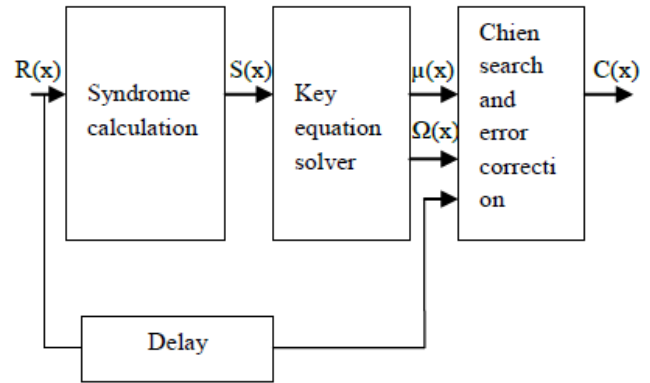 R(x)
Syndrome
calculation
S(x)
Key
equation
solver
µ(x)
Ω(x)
Chien
search
and
error
correcti
on
C(x)
Delay